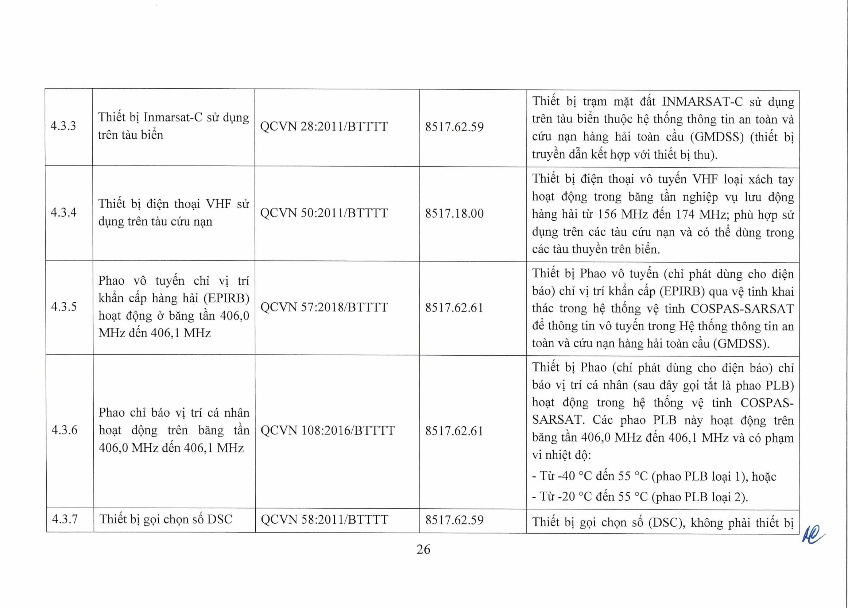 4.3.3
Thiết bị Inmarsat-C sử dụng
trên tàu biển
QCVN 28:2011/BTTTT
8517.62.59
Thiết bị trạm mặt đất INMARSAT-C sử dụng
trên tàu biển thuộc hệ thống thông tin an toàn và
cứu nạn hàng hải toàn cầu (GMDSS) (thiết bị
truyền dẫn kết hợp với thiết bị thu).
4.3.4
Thiết bị điện thoại VHF sử
dụng trên tàu cứu nạn
QCVN 50:2011/BTTTT
8517.18.00
Thiết bị điện thoại vô tuyến VHF loại xách tay
hoạt động trong băng tần nghiệp vụ lưu động
hàng hải từ 156 MHz đến 174 MHz; phù hợp sử
dụng trên các tàu cứu nạn và có thể dùng trong
các tàu thuyền trên biển.
4.3.5
Phao vô tuyến chỉ vị trí
khẩn cấp hàng hải (EPIRB)
hoạt động ở băng tần 406,0
MHz đến 406,1 MHz
QCVN 57:2018/BTTTT
8517.62.61
Thiết bị Phao vô tuyến (chỉ phát dùng cho điện
báo) chỉ vị trí khẩn cấp (EPIRB) qua vệ tinh khai
thác trong hệ thống vệ tinh COSPAS-SARSAT
để thông tin vô tuyến trong Hệ thống thông tin an
toàn và cứu nạn hàng hải toàn cầu (GMDSS).
4.3.6
Phao chỉ báo vị trí cá nhân
hoạt động trên băng tần
406,0 MHz đến 406,1 MHz
QCVN 108:2016/BTTTT
8517.62.61
Thiết bị Phao (chỉ phát dùng cho điện báo) chỉ
báo vị trí cá nhân (sau đây gọi tắt là phao PLB)
hoạt động trong hệ thống vệ tinh COSPAS-
SARSAT. Các phao PLB này hoạt động trên
băng tần 406,0 MHz đến 406,1 MHz và có phạm
vi nhiệt độ:
- Từ -40 °C đến 55 °C (phao PLB loại 1), hoặc
- Từ -20 °C đến 55 °C (phao PLB loại 2).
4.3.7
Thiết bị gọi chọn số DSC
QCVN 58:2011/BTTTT
8517.62.59
Thiết bị gọi chọn số (DSC), không phải thiết bị
26